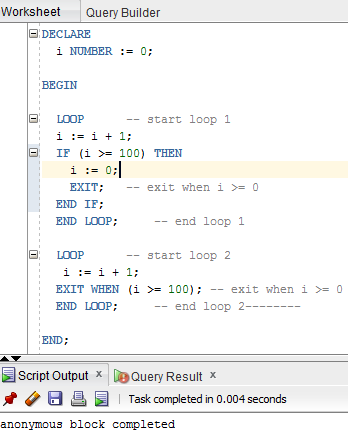 Worksheet Query Builder
DECLARE
i NUMBER := 0;
BEGIN
LOOP -- start loop 1
i := i + 1;
IF (i >= 100) THEN
i := 0;
EXIT; -- exit when i >= 0
END IF;
END LOOP; -- end loop 1
LOOP -- start loop 2
i := i + 1;
EXIT WHEN (i >= 100); -- exit when i >= 0
END LOOP; -- end loop 2--------
END;
Script Output x Query Result x
Task completed in 0.004 seconds
anonymous block completed